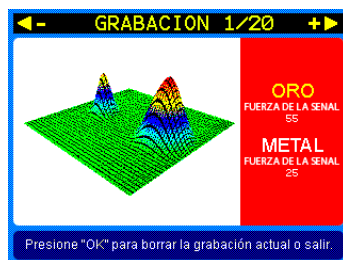 ◄- GRABACION 1/20 +►
ORO
FUERZA DE LA SENAL
55
METAL
FUERZA DE LA SENAL
25
Presione "OK" para borrar la grabación actual o salir.